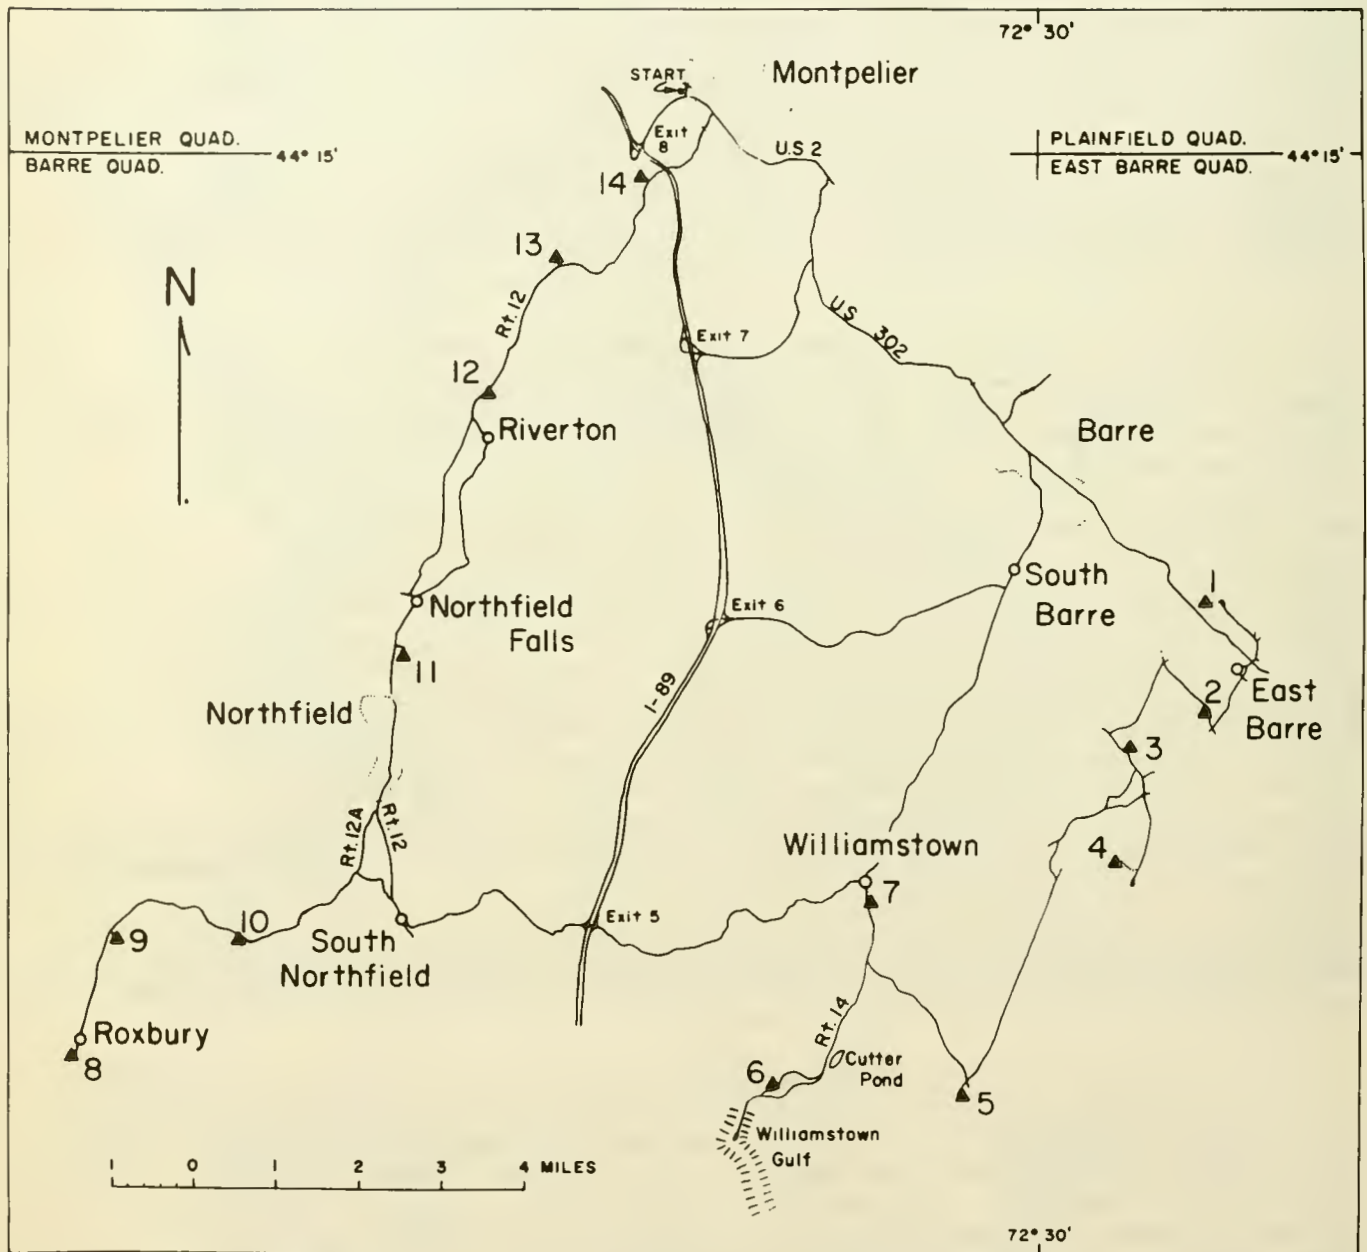 72° 30'
START
Montpelier
MONTPELIER QUAD.
BARRE QUAD.
44° 15'
Exit
8
U.S 2
PLAINFIELD QUAD.
EAST BARRE QUAD.
44° 15'
14
13
N
Rt. 12
Exit 7
U.S 302
12
Riverton
Barre
South
Barre
1
Northfield
Falls
Exit 6
11
I-89
Northfield
2
East
Barre
3
Rt. 12A
Rt. 12
Williamstown
4
7
9
10
South
Northfield
Exit 5
Roxbury
8
Rt. 14
Cutter
Pond
6
5
Williamstown
Gulf
1 0 1 2 3 4 MILES
72° 30'